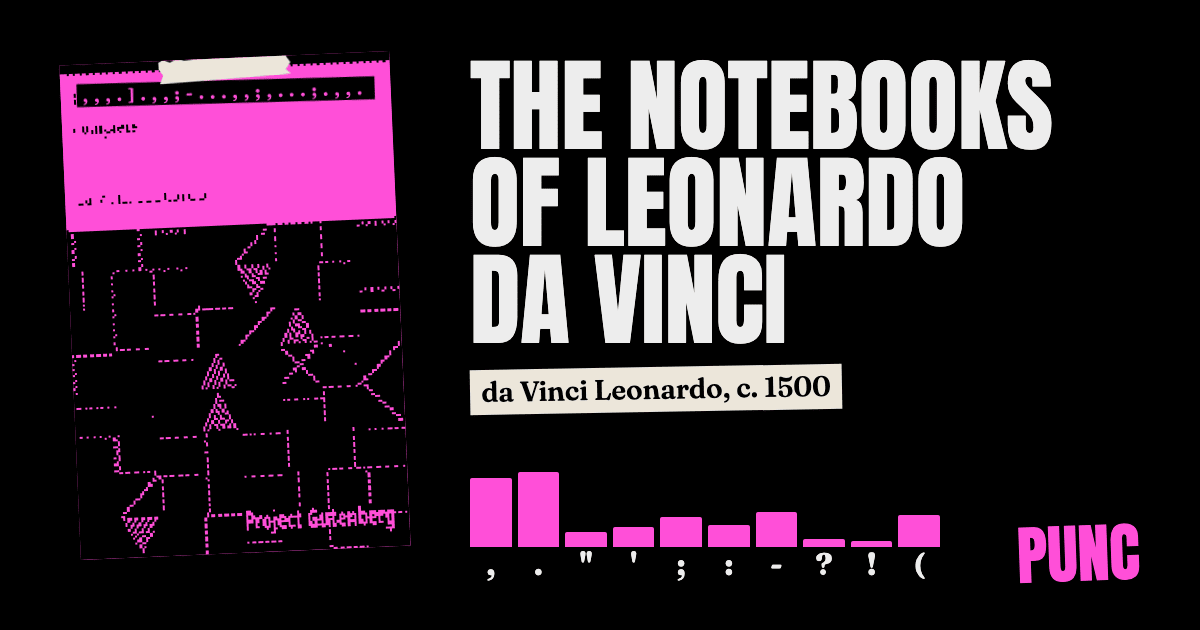 ,,,.].,,;-...,,;,...;.,,.
Project Gutenberg
THE NOTEBOOKS
OF LEONARDO
DA VINCI
da Vinci Leonardo, c. 1500
, . " ' ; : - ? ! (
PUNC